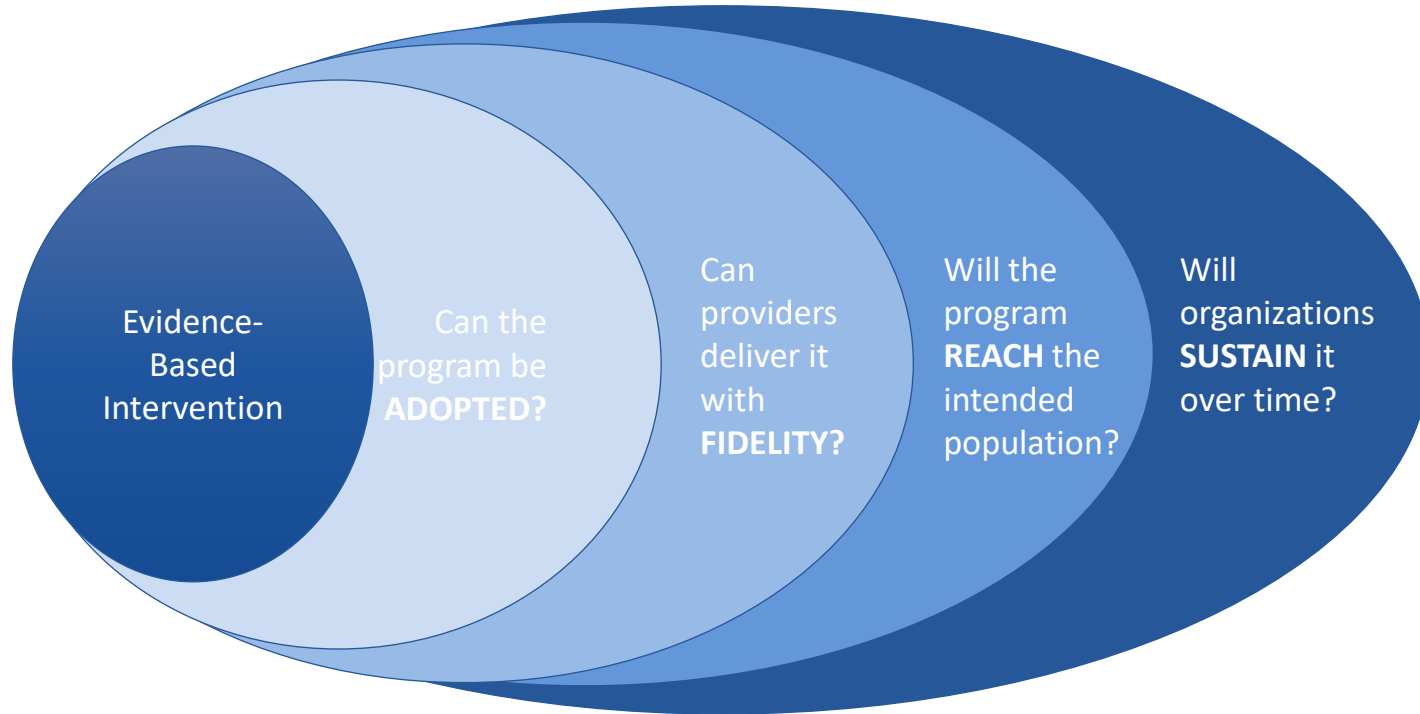 Evidence-
Based
Intervention
Can the
program be
ADOPTED?
Can
providers
deliver it
with
FIDELITY?
Will the
program
REACH the
intended
population?
Will
organizations
SUSTAIN it
over time?